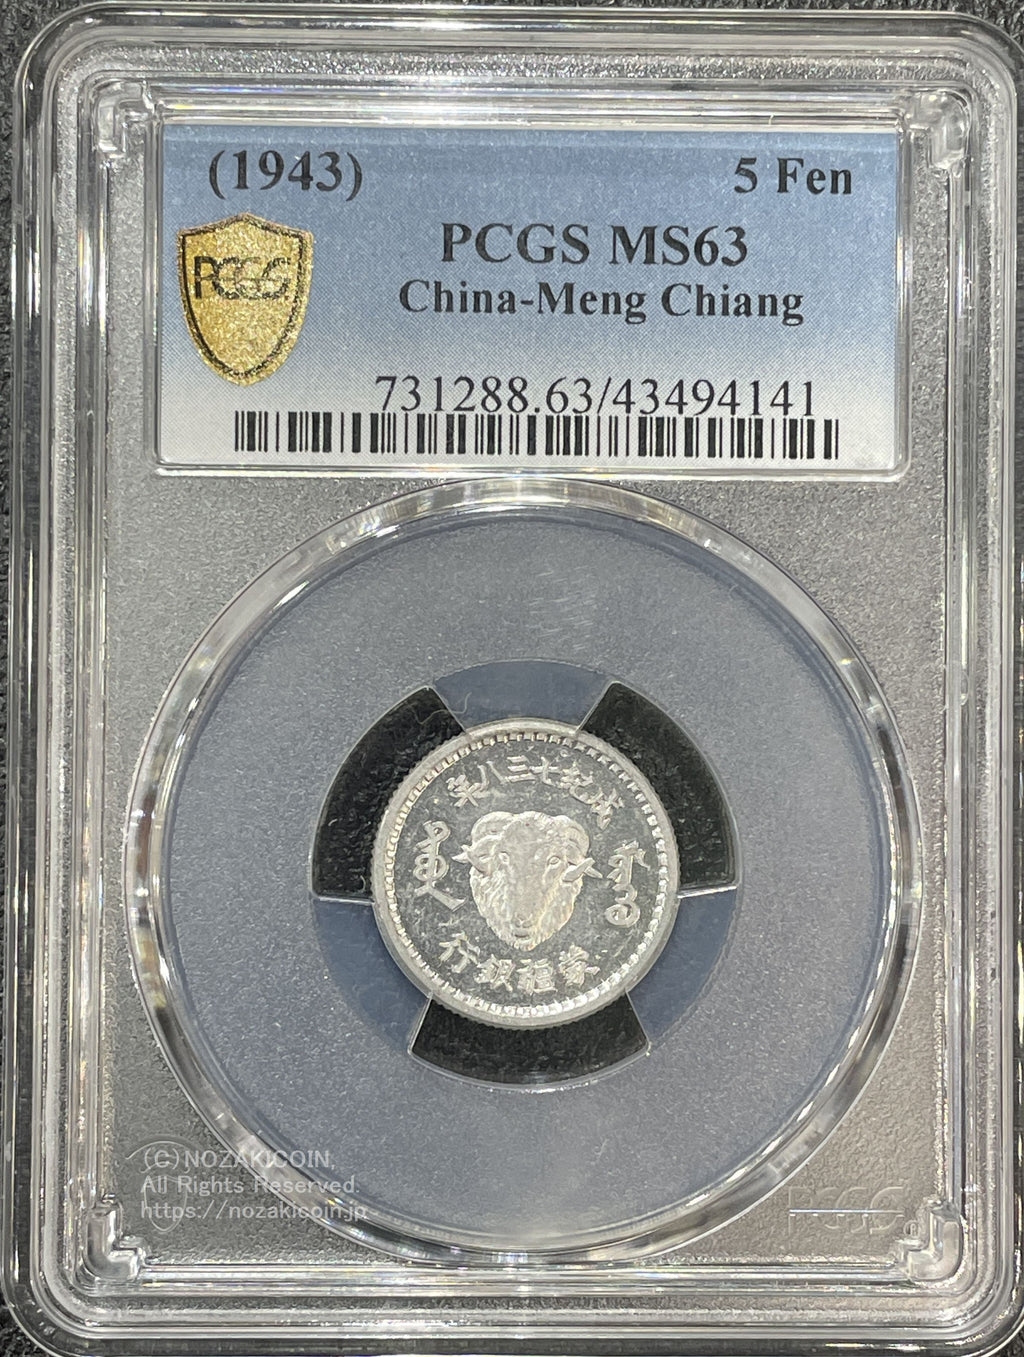 (1943)
5 Fen
PCGS MS63
China-Meng Chiang
PCGS
731288.63/43494141
成紀七三八年
蒙疆銀行
(C)NOZAKICOIN,
All Rights Reserved.
https://nozakicoin.jp
PCGS